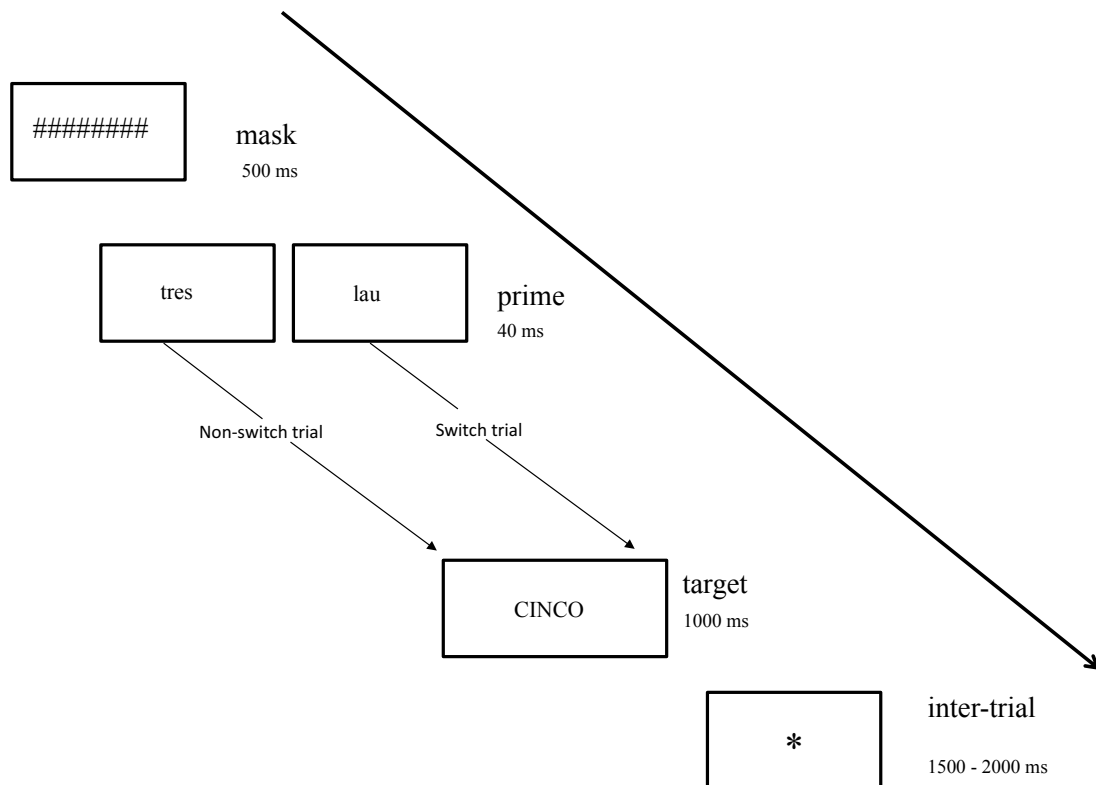 ########
mask
500 ms
tres
lau
prime
40 ms
Non-switch trial
Switch trial
CINCO
target
1000 ms
*
inter-trial
1500 - 2000 ms